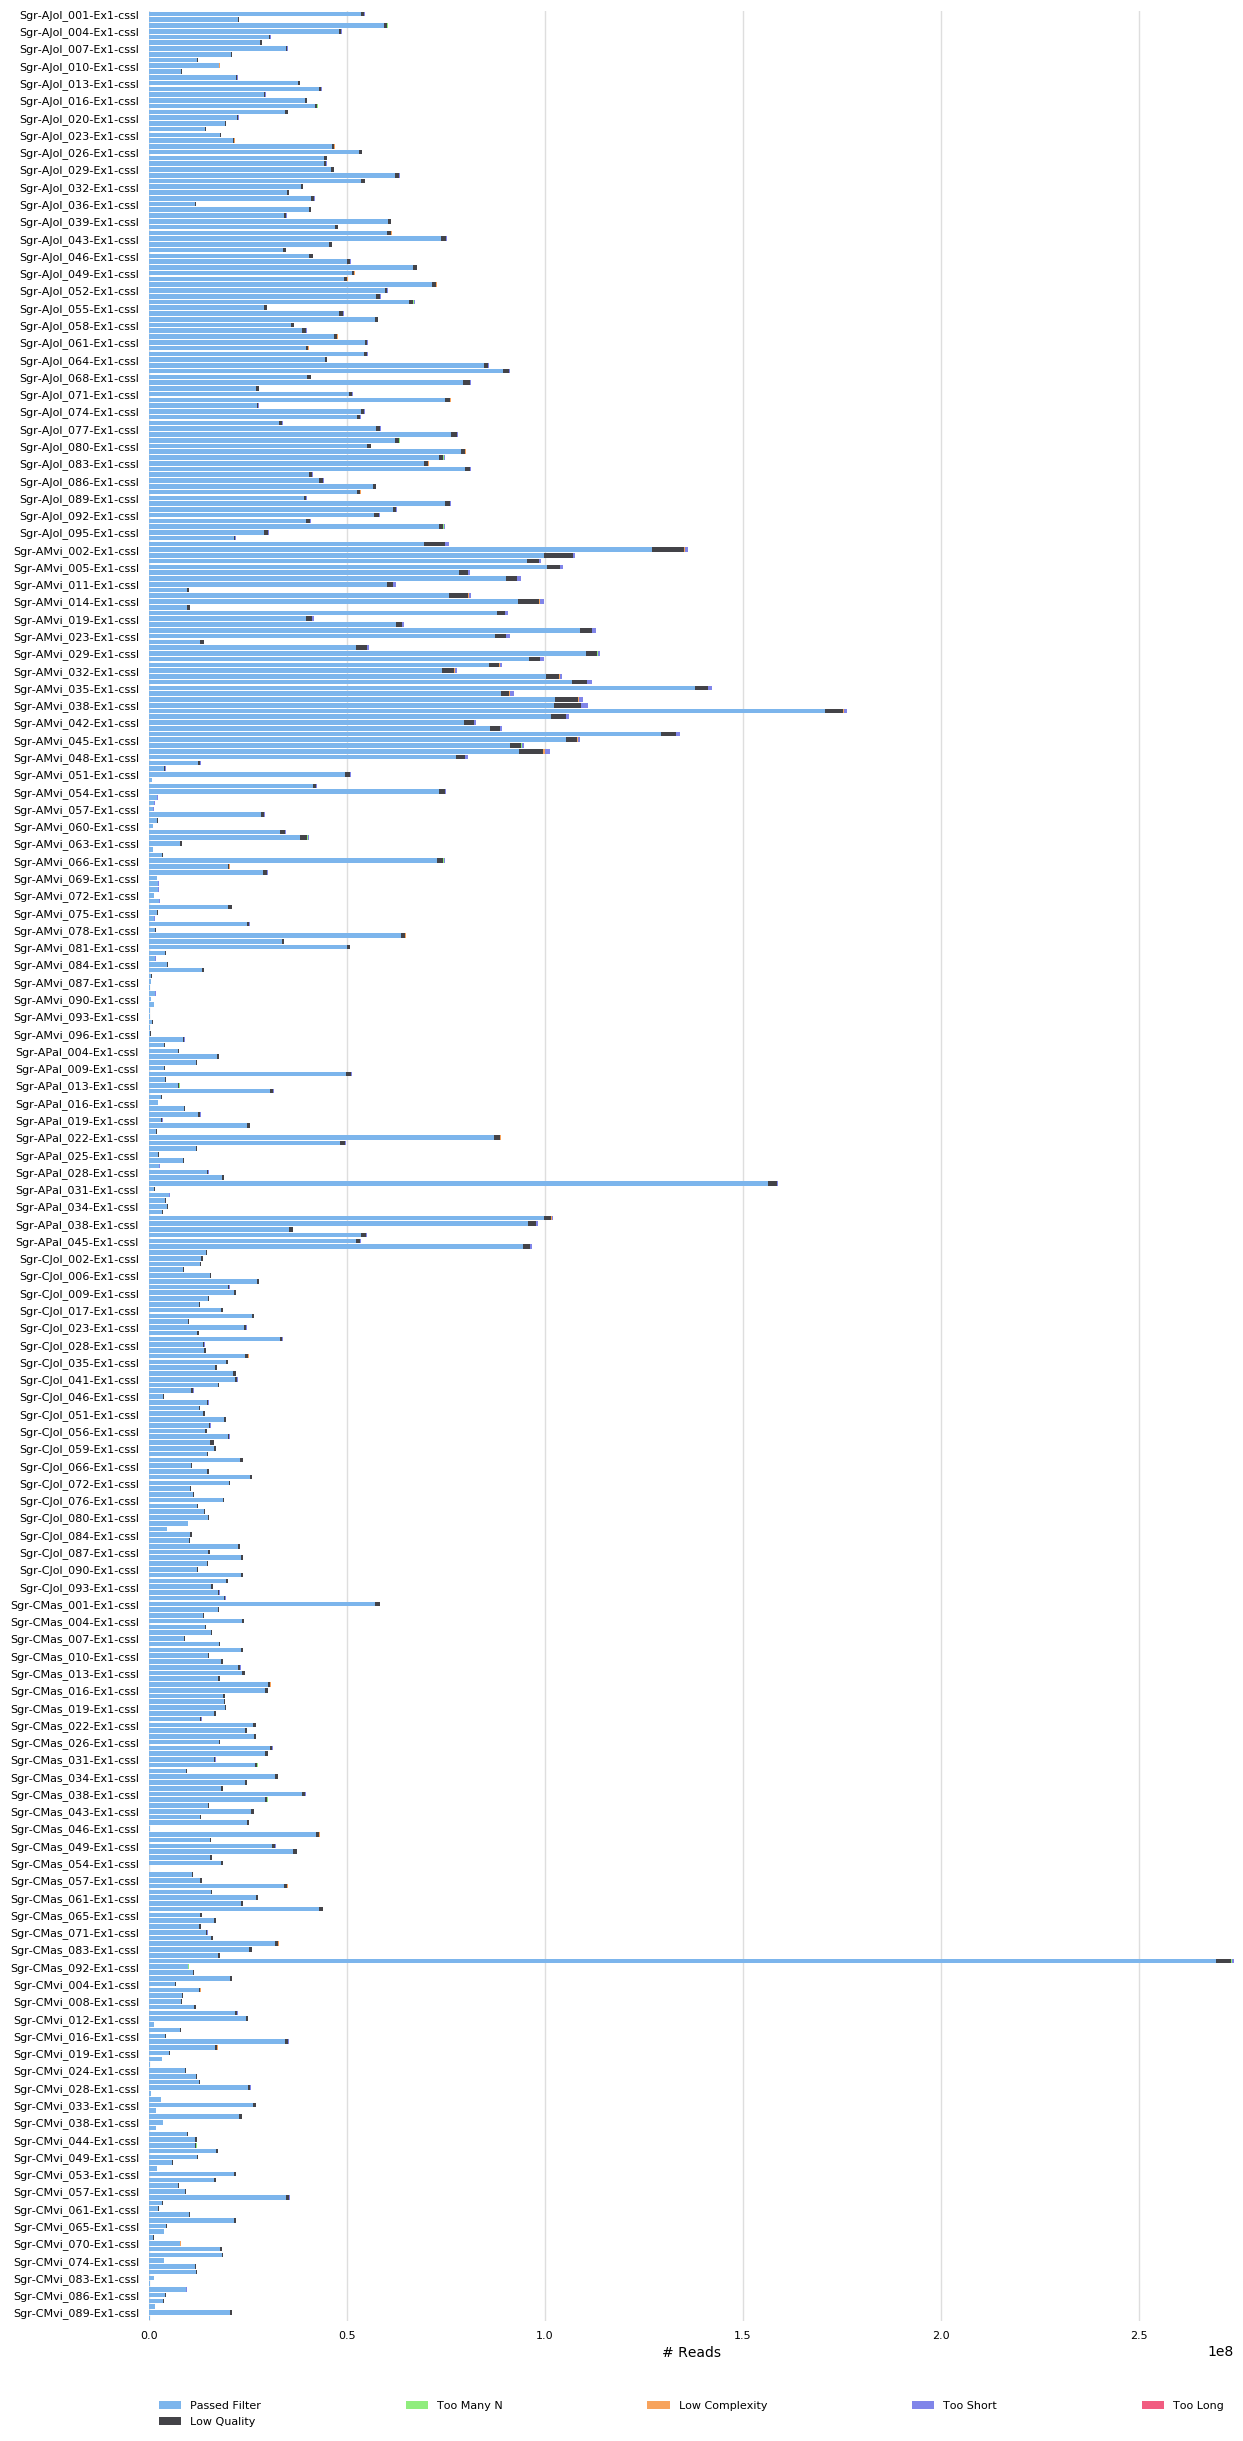 Sgr-AJol_001-Ex1-cssl
Sgr-AJol_004-Ex1-cssl
Sgr-AJol_007-Ex1-cssl
Sgr-AJol_010-Ex1-cssl
Sgr-AJol_013-Ex1-cssl
Sgr-AJol_016-Ex1-cssl
Sgr-AJol_020-Ex1-cssl
Sgr-AJol_023-Ex1-cssl
Sgr-AJol_026-Ex1-cssl
Sgr-AJol_029-Ex1-cssl
Sgr-AJol_032-Ex1-cssl
Sgr-AJol_036-Ex1-cssl
Sgr-AJol_039-Ex1-cssl
Sgr-AJol_043-Ex1-cssl
Sgr-AJol_046-Ex1-cssl
Sgr-AJol_049-Ex1-cssl
Sgr-AJol_052-Ex1-cssl
Sgr-AJol_055-Ex1-cssl
Sgr-AJol_058-Ex1-cssl
Sgr-AJol_061-Ex1-cssl
Sgr-AJol_064-Ex1-cssl
Sgr-AJol_068-Ex1-cssl
Sgr-AJol_071-Ex1-cssl
Sgr-AJol_074-Ex1-cssl
Sgr-AJol_077-Ex1-cssl
Sgr-AJol_080-Ex1-cssl
Sgr-AJol_083-Ex1-cssl
Sgr-AJol_086-Ex1-cssl
Sgr-AJol_089-Ex1-cssl
Sgr-AJol_092-Ex1-cssl
Sgr-AJol_095-Ex1-cssl
Sgr-AMvi_002-Ex1-cssl
Sgr-AMvi_005-Ex1-cssl
Sgr-AMvi_011-Ex1-cssl
Sgr-AMvi_014-Ex1-cssl
Sgr-AMvi_019-Ex1-cssl
Sgr-AMvi_023-Ex1-cssl
Sgr-AMvi_029-Ex1-cssl
Sgr-AMvi_032-Ex1-cssl
Sgr-AMvi_035-Ex1-cssl
Sgr-AMvi_038-Ex1-cssl
Sgr-AMvi_042-Ex1-cssl
Sgr-AMvi_045-Ex1-cssl
Sgr-AMvi_048-Ex1-cssl
Sgr-AMvi_051-Ex1-cssl
Sgr-AMvi_054-Ex1-cssl
Sgr-AMvi_057-Ex1-cssl
Sgr-AMvi_060-Ex1-cssl
Sgr-AMvi_063-Ex1-cssl
Sgr-AMvi_066-Ex1-cssl
Sgr-AMvi_069-Ex1-cssl
Sgr-AMvi_072-Ex1-cssl
Sgr-AMvi_075-Ex1-cssl
Sgr-AMvi_078-Ex1-cssl
Sgr-AMvi_081-Ex1-cssl
Sgr-AMvi_084-Ex1-cssl
Sgr-AMvi_087-Ex1-cssl
Sgr-AMvi_090-Ex1-cssl
Sgr-AMvi_093-Ex1-cssl
Sgr-AMvi_096-Ex1-cssl
Sgr-APal_004-Ex1-cssl
Sgr-APal_009-Ex1-cssl
Sgr-APal_013-Ex1-cssl
Sgr-APal_016-Ex1-cssl
Sgr-APal_019-Ex1-cssl
Sgr-APal_022-Ex1-cssl
Sgr-APal_025-Ex1-cssl
Sgr-APal_028-Ex1-cssl
Sgr-APal_031-Ex1-cssl
Sgr-APal_034-Ex1-cssl
Sgr-APal_038-Ex1-cssl
Sgr-APal_045-Ex1-cssl
Sgr-CJol_002-Ex1-cssl
Sgr-CJol_006-Ex1-cssl
Sgr-CJol_009-Ex1-cssl
Sgr-CJol_017-Ex1-cssl
Sgr-CJol_023-Ex1-cssl
Sgr-CJol_028-Ex1-cssl
Sgr-CJol_035-Ex1-cssl
Sgr-CJol_041-Ex1-cssl
Sgr-CJol_046-Ex1-cssl
Sgr-CJol_051-Ex1-cssl
Sgr-CJol_056-Ex1-cssl
Sgr-CJol_059-Ex1-cssl
Sgr-CJol_066-Ex1-cssl
Sgr-CJol_072-Ex1-cssl
Sgr-CJol_076-Ex1-cssl
Sgr-CJol_080-Ex1-cssl
Sgr-CJol_084-Ex1-cssl
Sgr-CJol_087-Ex1-cssl
Sgr-CJol_090-Ex1-cssl
Sgr-CJol_093-Ex1-cssl
Sgr-CMas_001-Ex1-cssl
Sgr-CMas_004-Ex1-cssl
Sgr-CMas_007-Ex1-cssl
Sgr-CMas_010-Ex1-cssl
Sgr-CMas_013-Ex1-cssl
Sgr-CMas_016-Ex1-cssl
Sgr-CMas_019-Ex1-cssl
Sgr-CMas_022-Ex1-cssl
Sgr-CMas_026-Ex1-cssl
Sgr-CMas_031-Ex1-cssl
Sgr-CMas_034-Ex1-cssl
Sgr-CMas_038-Ex1-cssl
Sgr-CMas_043-Ex1-cssl
Sgr-CMas_046-Ex1-cssl
Sgr-CMas_049-Ex1-cssl
Sgr-CMas_054-Ex1-cssl
Sgr-CMas_057-Ex1-cssl
Sgr-CMas_061-Ex1-cssl
Sgr-CMas_065-Ex1-cssl
Sgr-CMas_071-Ex1-cssl
Sgr-CMas_083-Ex1-cssl
Sgr-CMas_092-Ex1-cssl
Sgr-CMvi_004-Ex1-cssl
Sgr-CMvi_008-Ex1-cssl
Sgr-CMvi_012-Ex1-cssl
Sgr-CMvi_016-Ex1-cssl
Sgr-CMvi_019-Ex1-cssl
Sgr-CMvi_024-Ex1-cssl
Sgr-CMvi_028-Ex1-cssl
Sgr-CMvi_033-Ex1-cssl
Sgr-CMvi_038-Ex1-cssl
Sgr-CMvi_044-Ex1-cssl
Sgr-CMvi_049-Ex1-cssl
Sgr-CMvi_053-Ex1-cssl
Sgr-CMvi_057-Ex1-cssl
Sgr-CMvi_061-Ex1-cssl
Sgr-CMvi_065-Ex1-cssl
Sgr-CMvi_070-Ex1-cssl
Sgr-CMvi_074-Ex1-cssl
Sgr-CMvi_083-Ex1-cssl
Sgr-CMvi_086-Ex1-cssl
Sgr-CMvi_089-Ex1-cssl
0.0 0.5 1.0 1.5 2.0 2.5
# Reads 1e8
Passed Filter Too Many N Low Complexity Too Short Too Long
Low Quality